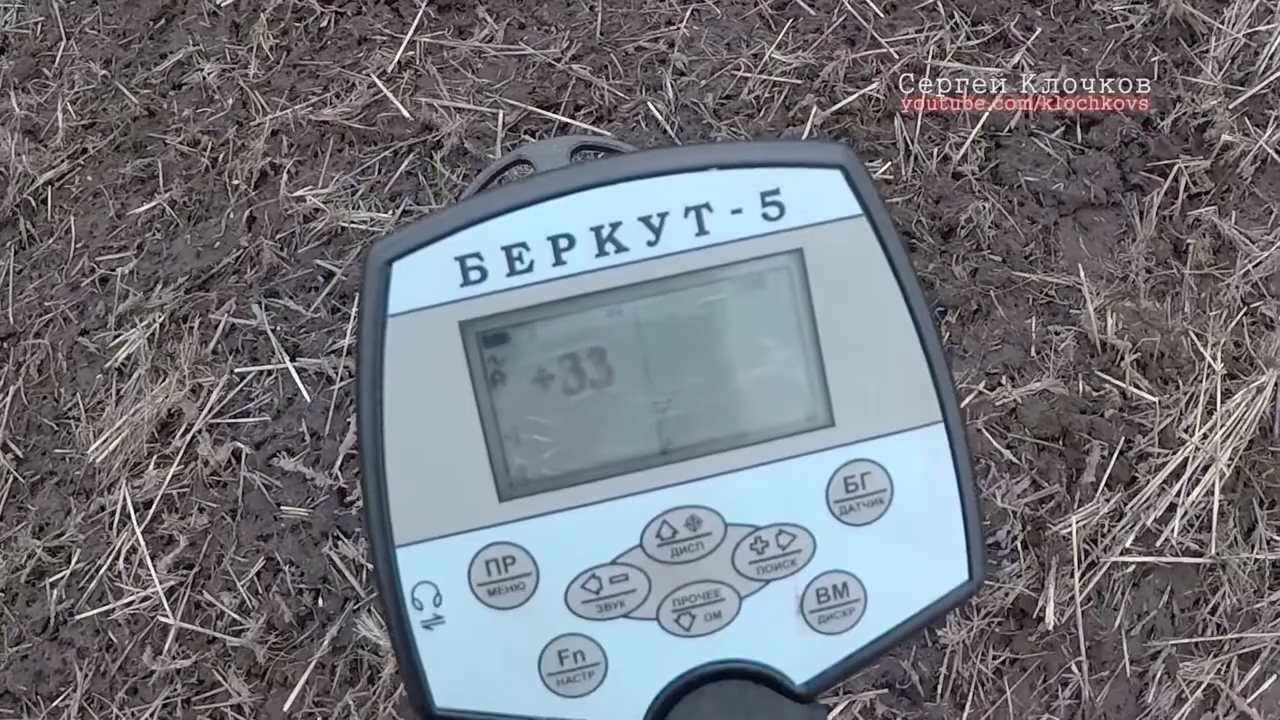 Сергей Клочков
youtube.com/klochkovs
БЕРКУТ-5
+33
БГ
ДАТЧИК
ДИСП
ПОИСК
ПР
МЕНЮ
ЗВУК
ПРОЧЕЕ
ОМ
ВМ
ДИСКР
Fn
НАСТР